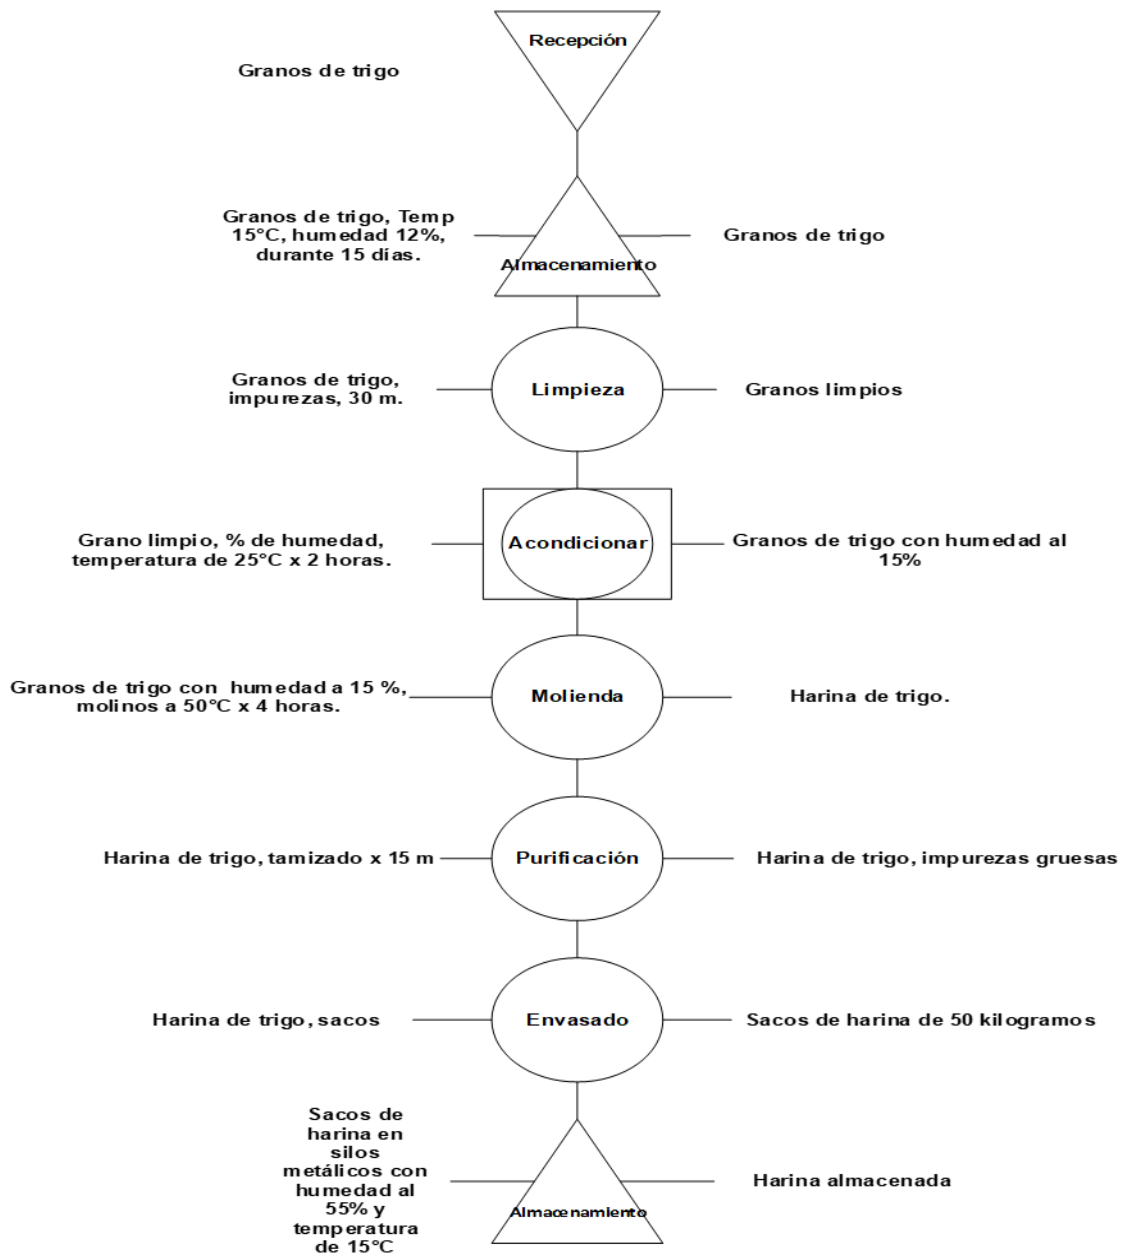 Recepción
Granos de trigo
Granos de trigo, Temp
15°C, humedad 12%,
durante 15 días.
Almacenamiento
Granos de trigo
Granos de trigo,
impurezas, 30 m.
Limpieza
Granos limpios
Grano limpio, % de humedad,
temperatura de 25°C x 2 horas.
Acondicionar
Granos de trigo con humedad al
15%
Granos de trigo con humedad a 15 %,
molinos a 50°C x 4 horas.
Molienda
Harina de trigo.
Harina de trigo, tamizado x 15 m
Purificación
Harina de trigo, impurezas gruesas
Harina de trigo, sacos
Envasado
Sacos de harina de 50 kilogramos
Sacos de
harina en
silos
metálicos con
humedad al
55% y
temperatura
de 15°C
Almacenamiento
Harina almacenada